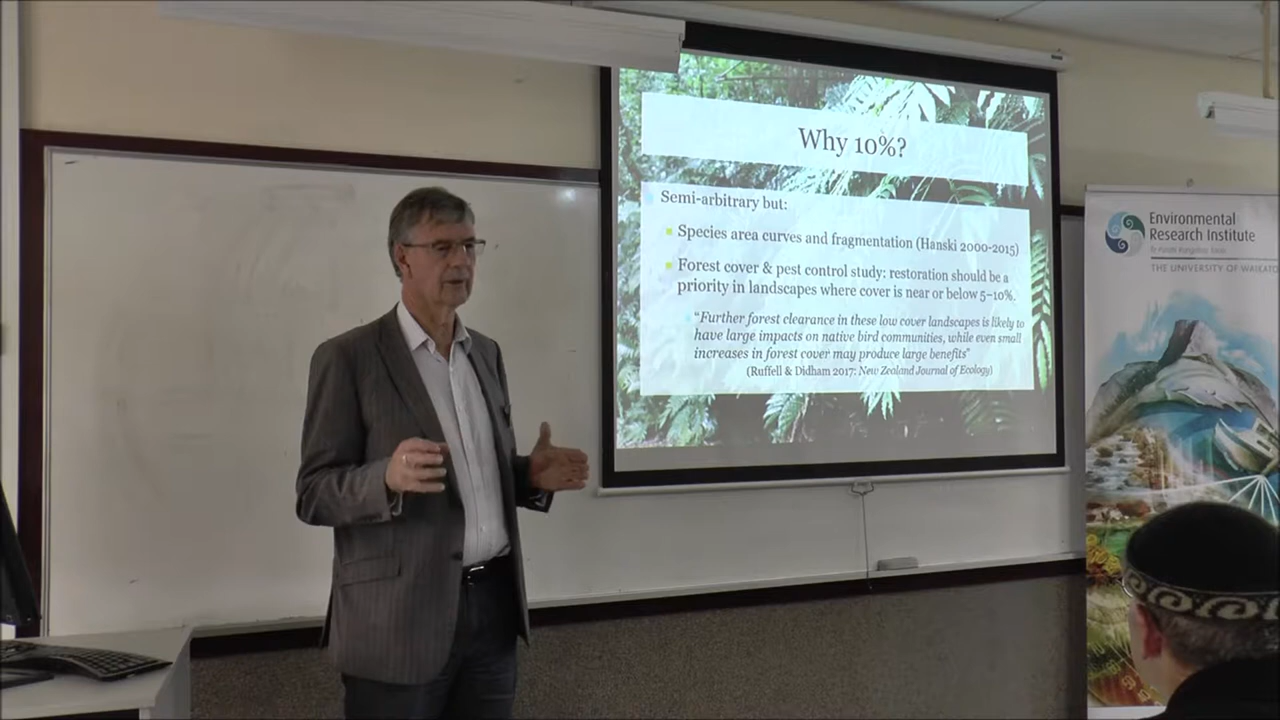 Why 10%?
Semi-arbitrary but:
Species area curves and fragmentation (Hanski 2000-2015)
Forest cover & pest control study: restoration should be a
priority in landscapes where cover is near or below 5–10%.
“Further forest clearance in these low cover landscapes is likely to
have large impacts on native bird communities, while even small
increases in forest cover may produce large benefits”
(Ruffell & Didham 2017: New Zealand Journal of Ecology)
Environmental
Research Institute
THE UNIVERSITY OF WAIKATO